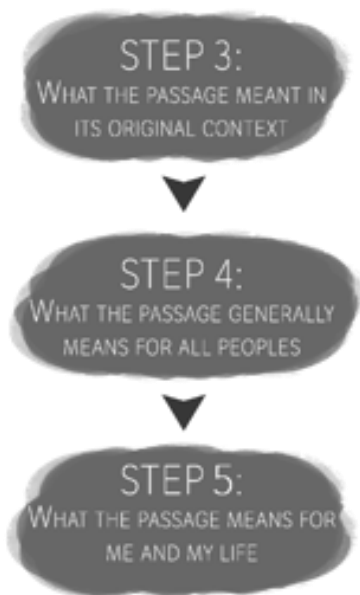 STEP 3:
WHAT THE PASSAGE MEANT IN
ITS ORIGINAL CONTEXT
STEP 4:
WHAT THE PASSAGE GENERALLY
MEANS FOR ALL PEOPLES
STEP 5:
WHAT THE PASSAGE MEANS FOR
ME AND MY LIFE